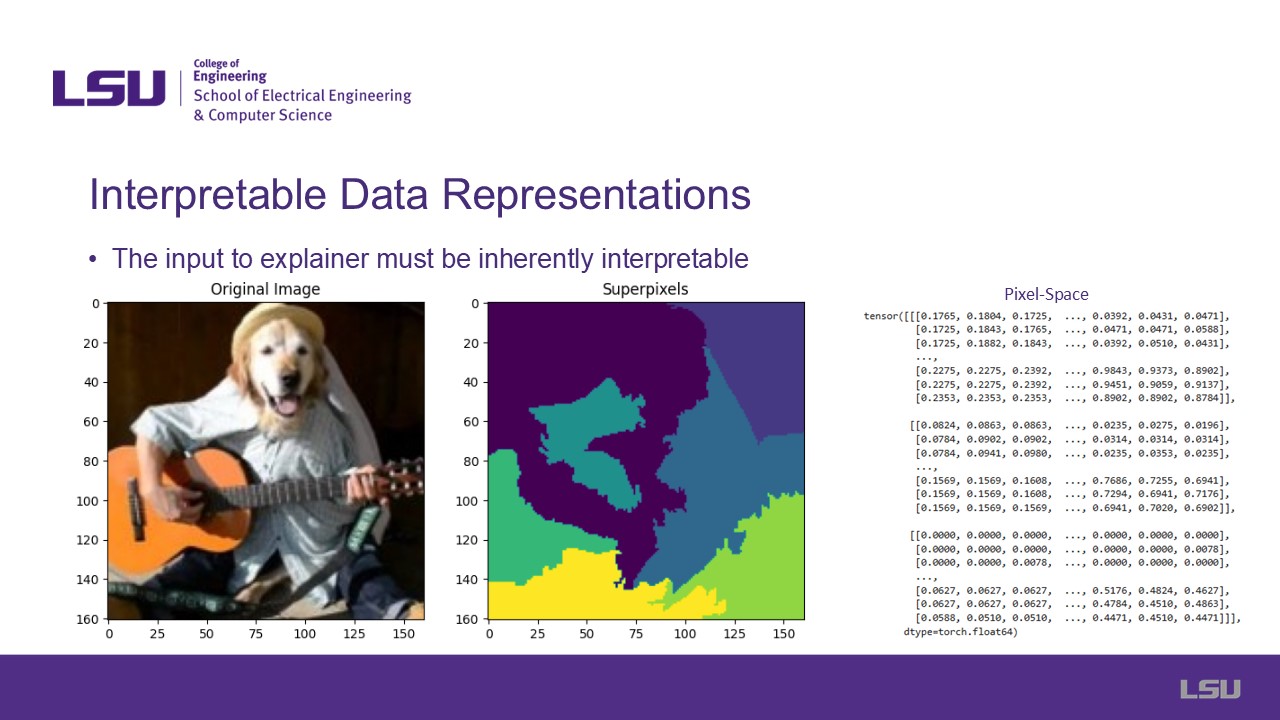 LSU
College of
Engineering
School of Electrical Engineering
& Computer Science
Interpretable Data Representations
• The input to explainer must be inherently interpretable
Original Image
0
20
40
60
80
100
120
140
160
0 25 50 75 100 125 150
Superpixels
0
20
40
60
80
100
120
140
160
0 25 50 75 100 125 150
Pixel-Space
tensor([[[0.1765, 0.1804, 0.1725, ..., 0.0392, 0.0431, 0.0471],
[0.1725, 0.1843, 0.1765, ..., 0.0471, 0.0471, 0.0588],
[0.1725, 0.1882, 0.1843, ..., 0.0392, 0.0510, 0.0431],
...,
[0.2275, 0.2275, 0.2392, ..., 0.9843, 0.9373, 0.8902],
[0.2275, 0.2275, 0.2392, ..., 0.9451, 0.9059, 0.9137],
[0.2353, 0.2353, 0.2353, ..., 0.8902, 0.8902, 0.8784]],
[[0.0824, 0.0863, 0.0863, ..., 0.0235, 0.0275, 0.0196],
[0.0784, 0.0902, 0.0902, ..., 0.0314, 0.0314, 0.0314],
[0.0784, 0.0941, 0.0980, ..., 0.0235, 0.0353, 0.0235],
...,
[0.1569, 0.1569, 0.1608, ..., 0.7686, 0.7255, 0.6941],
[0.1569, 0.1569, 0.1608, ..., 0.7294, 0.6941, 0.7176],
[0.1569, 0.1569, 0.1569, ..., 0.6941, 0.7020, 0.6902]],
[[0.0000, 0.0000, 0.0000, ..., 0.0000, 0.0000, 0.0000],
[0.0000, 0.0000, 0.0000, ..., 0.0000, 0.0000, 0.0078],
[0.0000, 0.0000, 0.0078, ..., 0.0000, 0.0000, 0.0000],
...,
[0.0627, 0.0627, 0.0627, ..., 0.5176, 0.4824, 0.4627],
[0.0627, 0.0627, 0.0627, ..., 0.4784, 0.4510, 0.4863],
[0.0588, 0.0510, 0.0510, ..., 0.4471, 0.4510, 0.4471]]],
dtype=torch.float64)
LSU